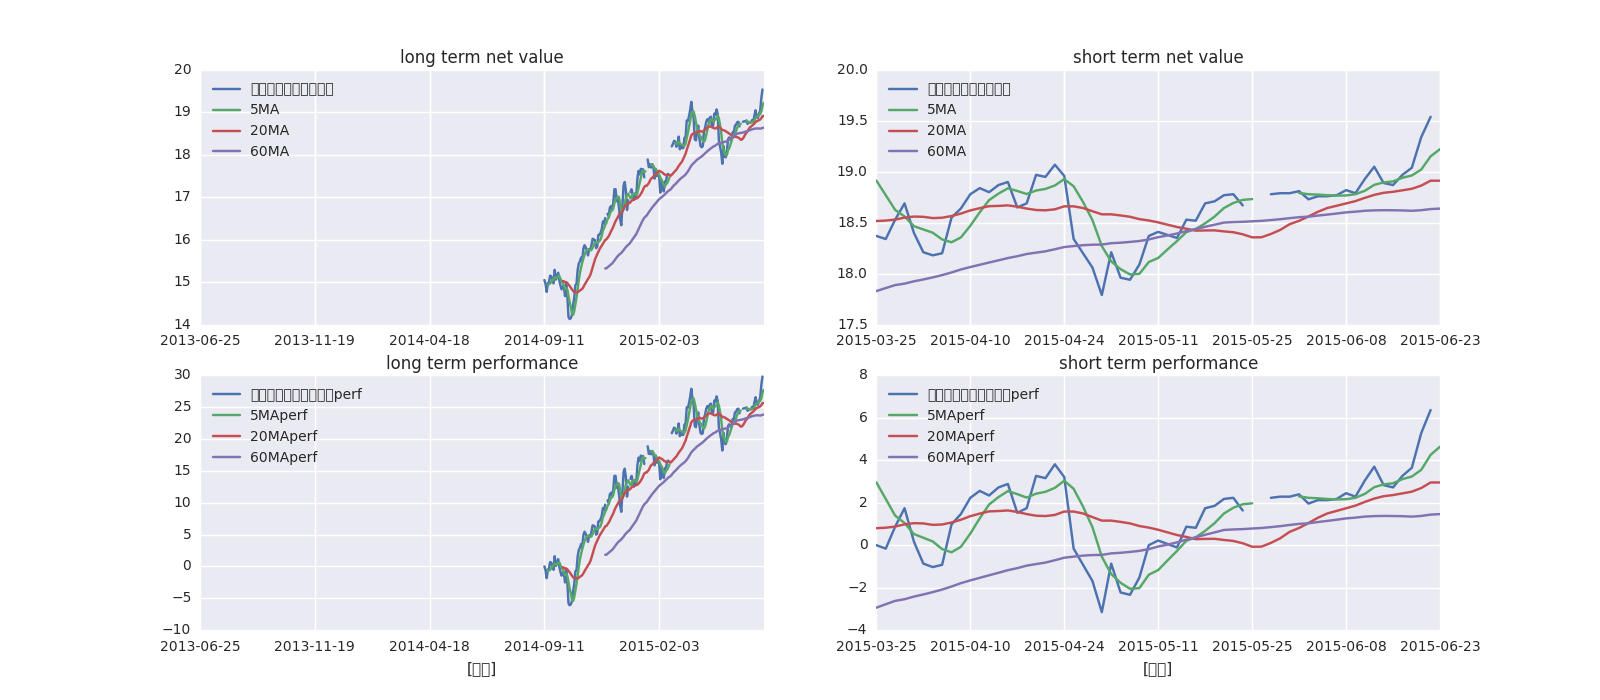 long term net value
20
19
18
17
16
15
14
5MA
20MA
60MA
2013-06-25 2013-11-19 2014-04-18 2014-09-11 2015-02-03
short term net value
20.0
19.5
19.0
18.5
18.0
17.5
5MA
20MA
60MA
2015-03-25 2015-04-10 2015-04-24 2015-05-11 2015-05-25 2015-06-08 2015-06-23
long term performance
30
25
20
15
10
5
0
−5
−10
perf
5MAperf
20MAperf
60MAperf
2013-06-25 2013-11-19 2014-04-18 2014-09-11 2015-02-03
short term performance
8
6
4
2
0
−2
−4
perf
5MAperf
20MAperf
60MAperf
2015-03-25 2015-04-10 2015-04-24 2015-05-11 2015-05-25 2015-06-08 2015-06-23